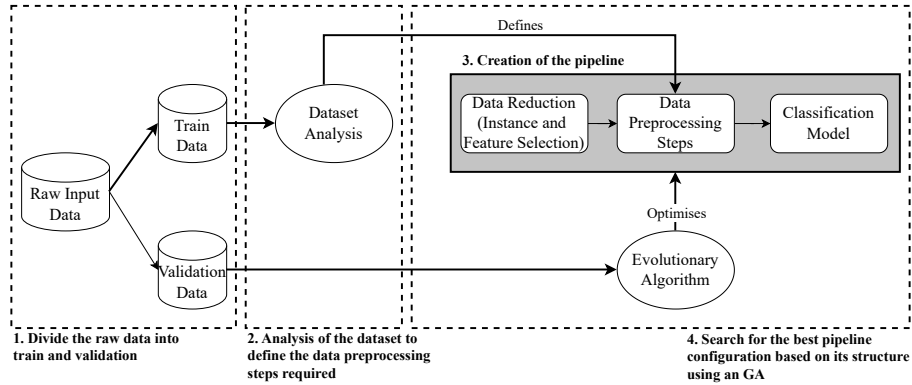 Defines
3. Creation of the pipeline
Train
Data
Dataset
Analysis
Data Reduction
(Instance and
Feature Selection)
Data
Preprocessing
Steps
Classification
Model
Raw Input
Data
Optimises
Validation
Data
Evolutionary
Algorithm
1. Divide the raw data into
train and validation
2. Analysis of the dataset to
define the data preprocessing
steps required
4. Search for the best pipeline
configuration based on its structure
using an GA